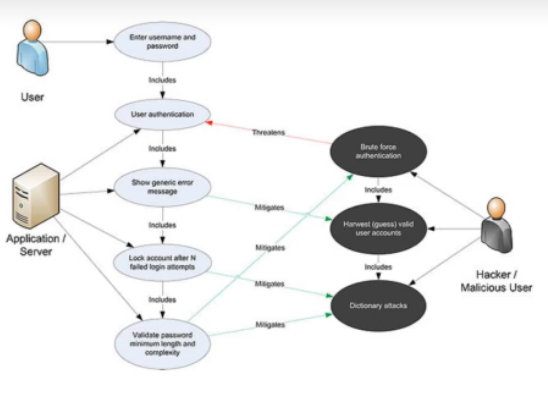 Enter username and
password
User
Includes
User authentication
Threatens
Brute force
authentication
Includes
Show generic error
message
Includes
Mitigates
Harvest (guess) valid
user accounts
Application /
Server
Includes
Mitigates
Lock account after N
failed login attempts
Includes
Hacker /
Malicious User
Mitigates
Dictionary attacks
Includes
Mitigates
Validate password
minimum length and
complexity